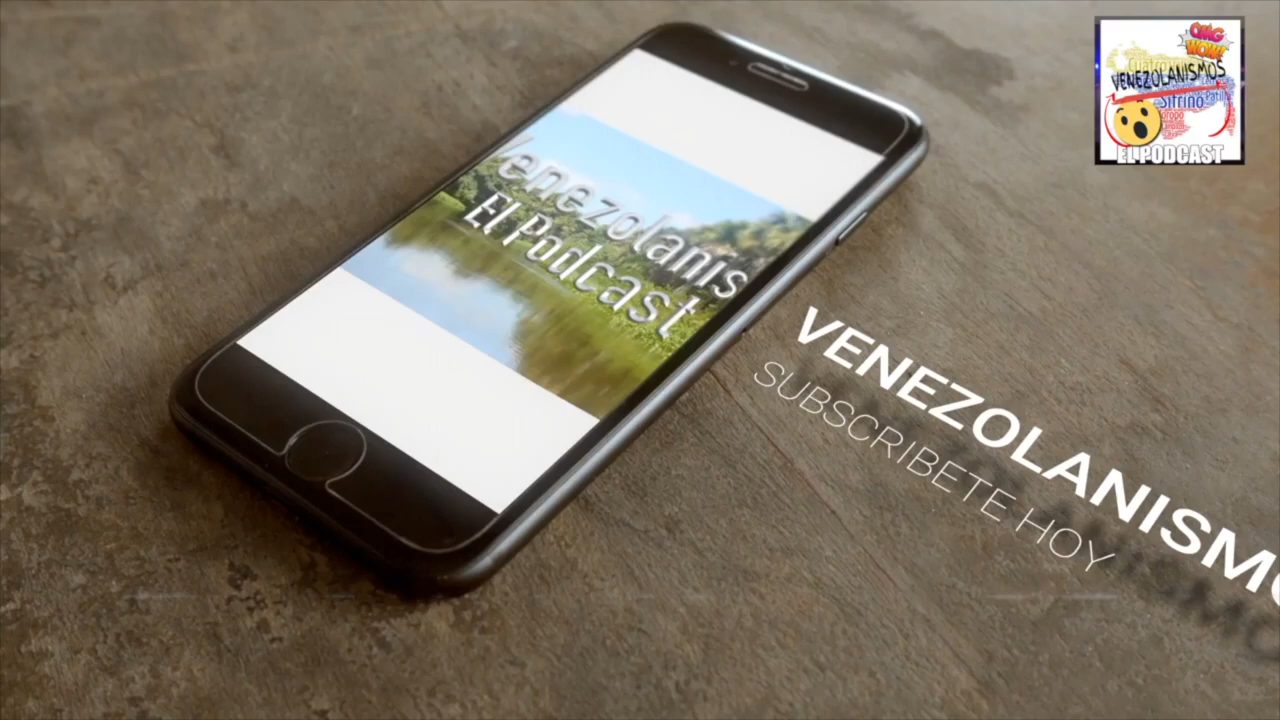 OMG
WOW!
VENEZOLANISMOS
Sifrino
EL PODCAST
Venezolanis
El Podcast
VENEZOLANISMO
SUBSCRIBETE HOY